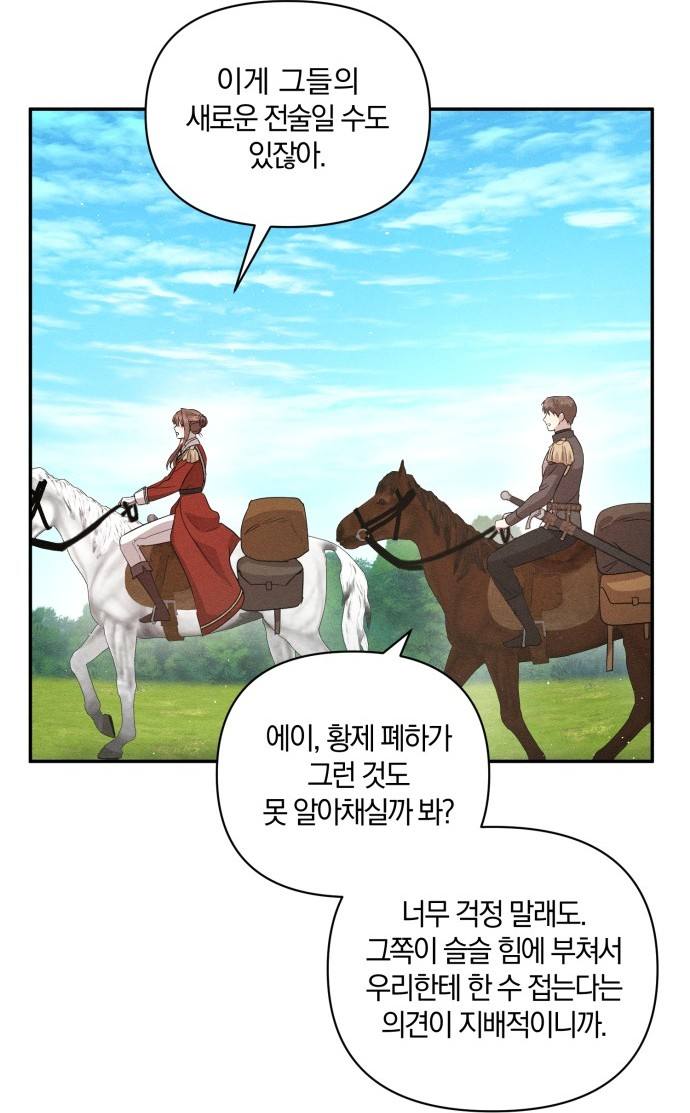 이게 그들의
새로운 전술일 수도
있잖아.
에이, 황제 폐하가
그런 것도
못 알아채실까 봐?
너무 걱정 말래도.
그쪽이 슬슬 힘에 부쳐서
우리한테 한 수 접는다는
의견이 지배적이니까.